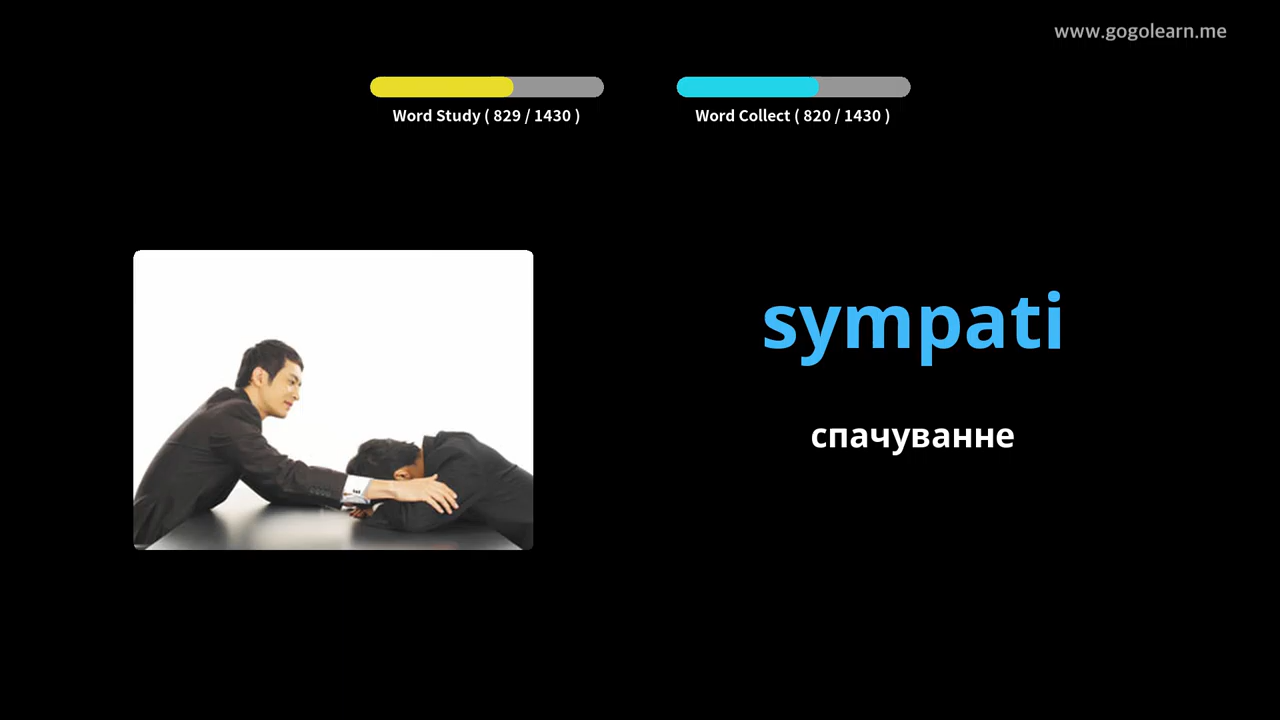 www.gogolearn.me
Word Study ( 829 / 1430 )
Word Collect ( 820 / 1430 )
sympati
спачуванне